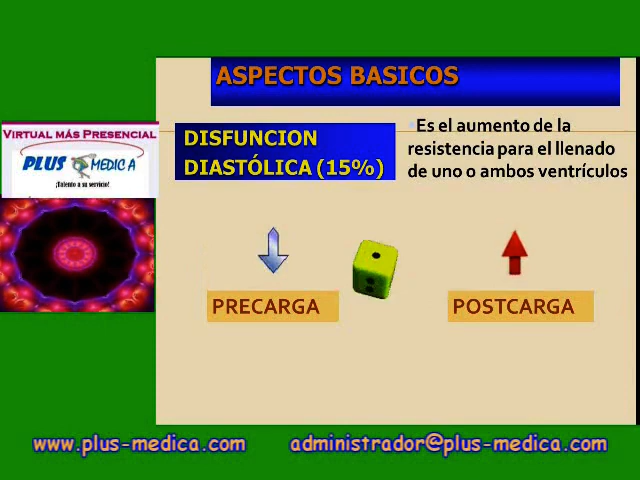 ASPECTOS BASICOS
VIRTUAL MÁS PRESENCIAL
PLUS MEDICA
¡Talento a su servicio!
DISFUNCION
DIASTÓLICA (15%)
Es el aumento de la
resistencia para el llenado
de uno o ambos ventrículos
PRECARGA
POSTCARGA
www.plus-medica.com
administrador@plus-medica.com